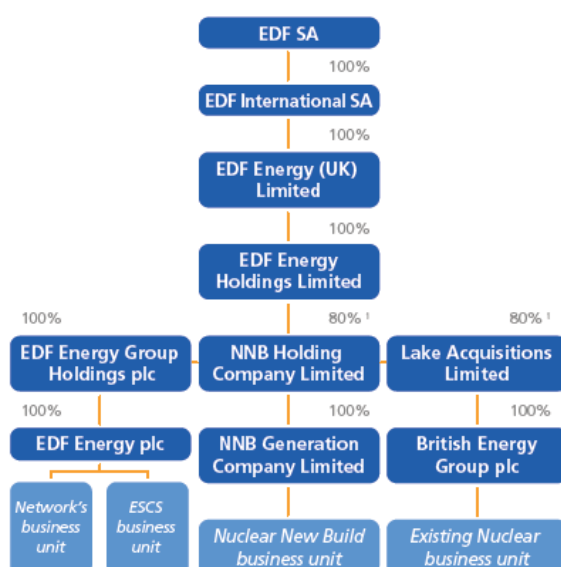 EDF SA
100%
EDF International SA
100%
EDF Energy (UK)
Limited
100%
EDF Energy
Holdings Limited
100%
80% ¹
80% ¹
EDF Energy Group
Holdings plc
NNB Holding
Company Limited
Lake Acquisitions
Limited
100%
100%
100%
EDF Energy plc
NNB Generation
Company Limited
British Energy
Group plc
Network's
business
unit
ESCS
business
unit
Nuclear New Build
business unit
Existing Nuclear
business unit